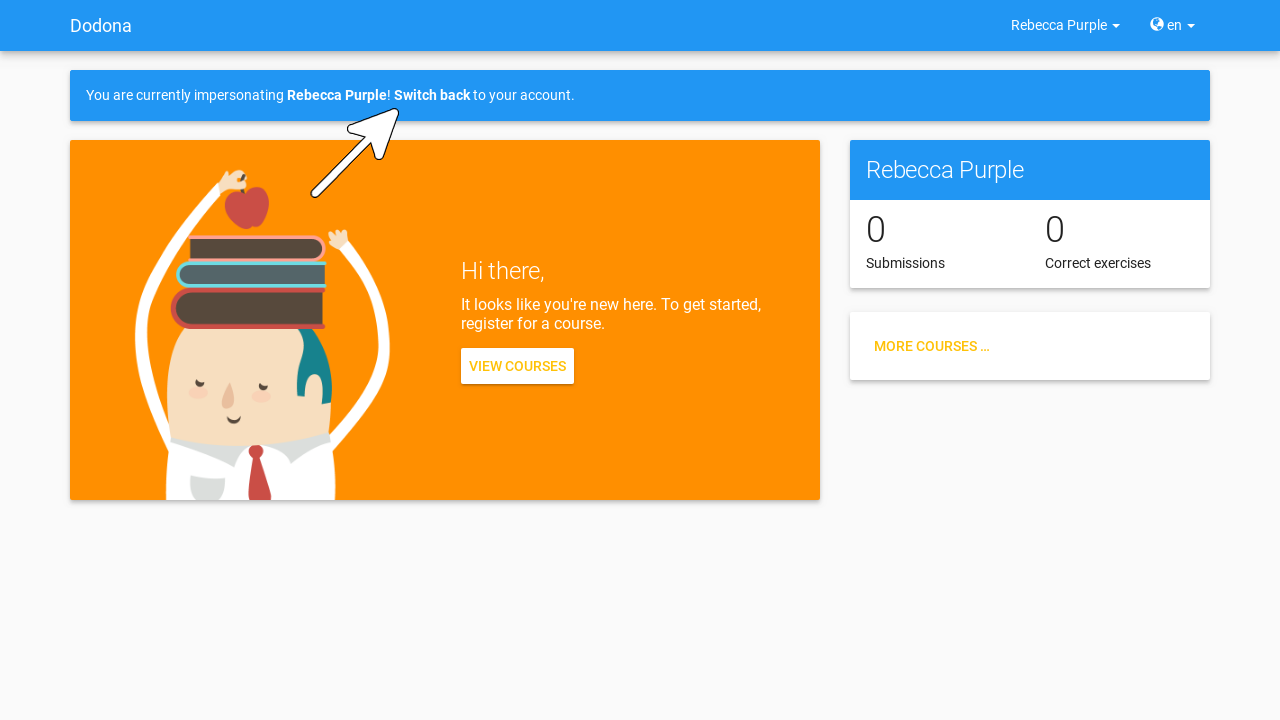 Dodona
Rebecca Purple
en
You are currently impersonating Rebecca Purple! Switch back to your account.
Hi there,
It looks like you're new here. To get started,
register for a course.
VIEW COURSES
Rebecca Purple
0 0
Submissions Correct exercises
MORE COURSES ...